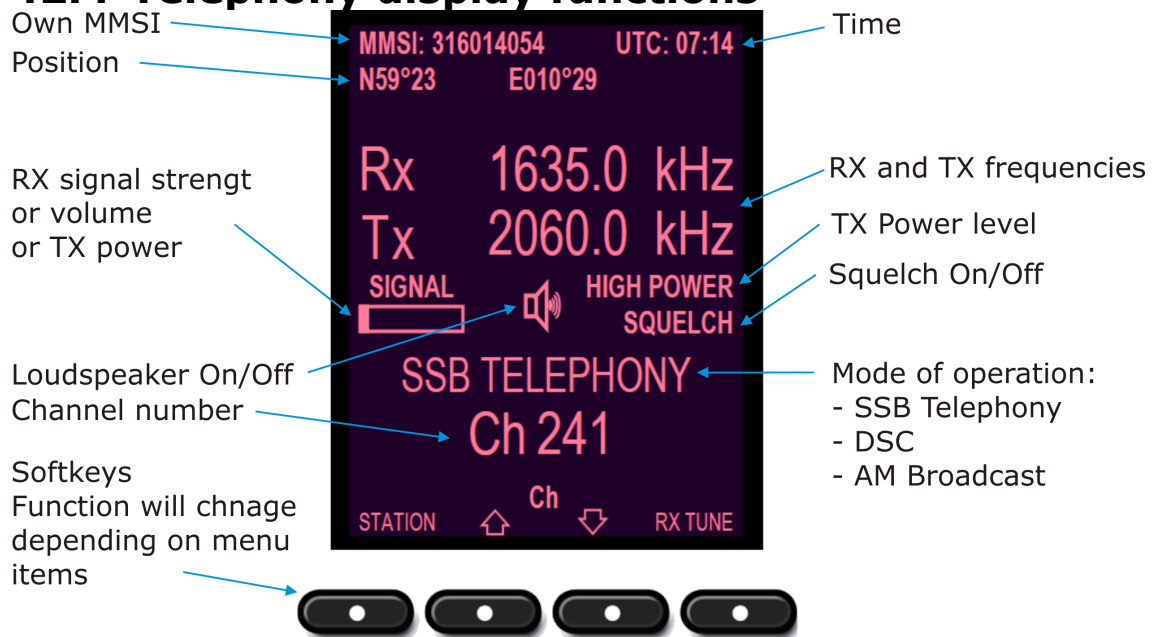 Telephony display functions
Own MMSI
Position
MMSI: 316014054 UTC: 07:14
N59°23 E010°29
Time
RX signal strengt
or volume
or TX power
Rx 1635.0 kHz
Tx 2060.0 kHz
RX and TX frequencies
TX Power level
Squelch On/Off
SIGNAL HIGH POWER
SQUELCH
Loudspeaker On/Off
Channel number
SSB TELEPHONY
Ch 241
Mode of operation:
- SSB Telephony
- DSC
- AM Broadcast
Softkeys
Function will chnage
depending on menu
items
Ch
STATION RX TUNE